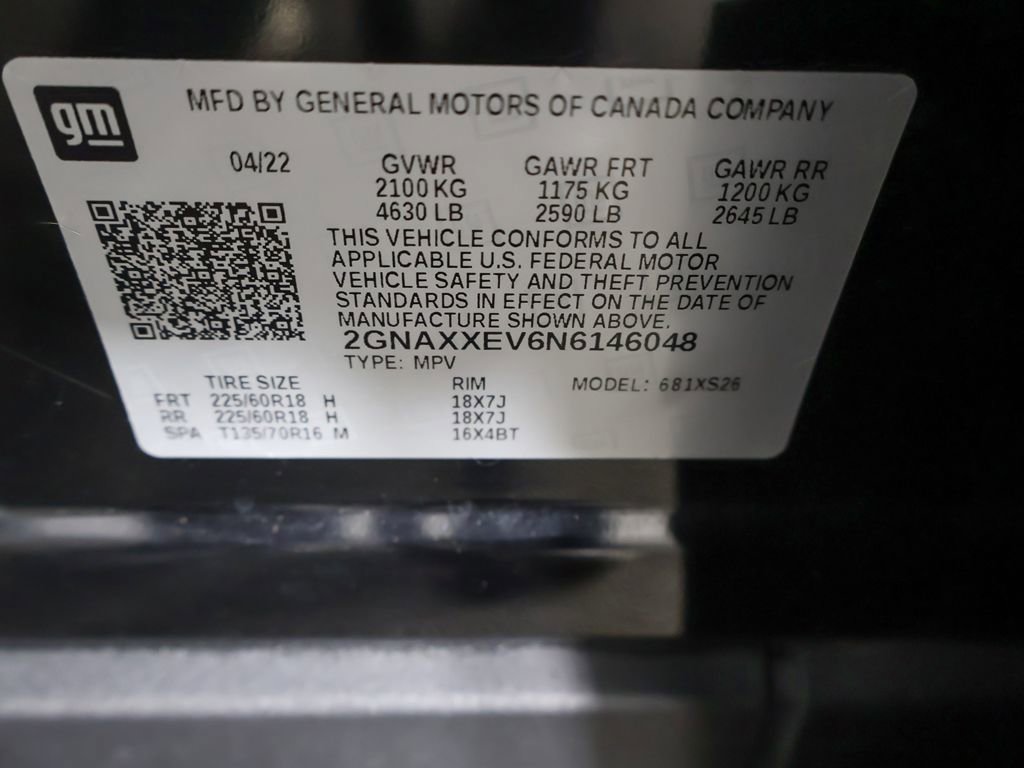 gm
MFD BY GENERAL MOTORS OF CANADA COMPANY
04/22 GVWR GAWR FRT GAWR RR
2100 KG 1175 KG 1200 KG
4630 LB 2590 LB 2645 LB
THIS VEHICLE CONFORMS TO ALL
APPLICABLE U.S. FEDERAL MOTOR
VEHICLE SAFETY AND THEFT PREVENTION
STANDARDS IN EFFECT ON THE DATE OF
MANUFACTURE SHOWN ABOVE.
2GNAXXEV6N6146048
TYPE: MPV
TIRE SIZE RIM MODEL: 681XS26
FRT 225/60R18 H 18X7J
RR 225/60R18 H 18X7J
SPA T135/70R16 M 16X4BT